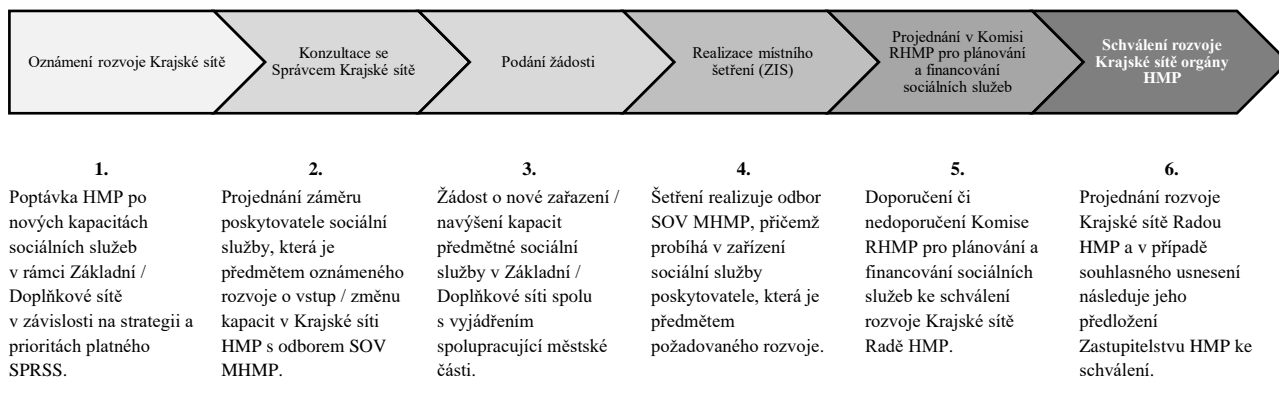 Oznámení rozvoje Krajské sítě
Konzultace se
Správcem Krajské sítě
Podání žádosti
Realizace místního
šetření (ZIS)
Projednání v Komisi
RHMP pro plánování
a financování
sociálních služeb
Schválení rozvoje
Krajské sítě orgány
HMP
1.
Poptávka HMP po
nových kapacitách
sociálních služeb
v rámci Základní /
Doplňkové sítě
v závislosti na strategii a
prioritách platného
SPRSS.
2.
Projednání záměru
poskytovatele sociální
služby, která je
předmětem oznámeného
rozvoje o vstup / změnu
kapacit v Krajské síti
HMP s odborem SOV
MHMP.
3.
Žádost o nové zařazení /
navýšení kapacit
předmětné sociální
služby v Základní /
Doplňkové síti spolu
s vyjádřením
spolupracující městské
části.
4.
Šetření realizuje odbor
SOV MHMP, přičemž
probíhá v zařízení
sociální služby
poskytovatele, která je
předmětem
požadovaného rozvoje.
5.
Doporučení či
nedoporučení Komise
RHMP pro plánování a
financování sociálních
služeb ke schválení
rozvoje Krajské sítě
Radě HMP.
6.
Projednání rozvoje
Krajské sítě Radou
HMP a v případě
souhlasného usnesení
následuje jeho
předložení
Zastupitelstvu HMP ke
schválení.